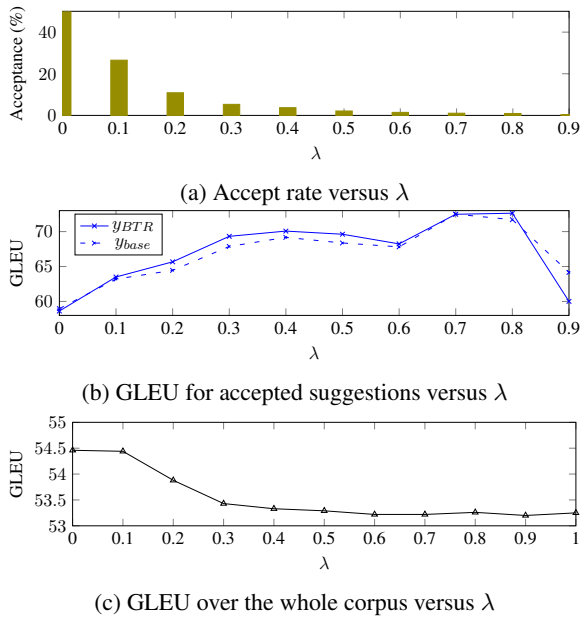 Acceptance (%)
40
20
0
0 0.1 0.2 0.3 0.4 0.5 0.6 0.7 0.8 0.9
λ
(a) Accept rate versus λ
GLEU
yBTR
ybase
70
65
60
0 0.1 0.2 0.3 0.4 0.5 0.6 0.7 0.8 0.9
λ
(b) GLEU for accepted suggestions versus λ
GLEU
55
54.5
54
53.5
53
0 0.1 0.2 0.3 0.4 0.5 0.6 0.7 0.8 0.9 1
λ
(c) GLEU over the whole corpus versus λ